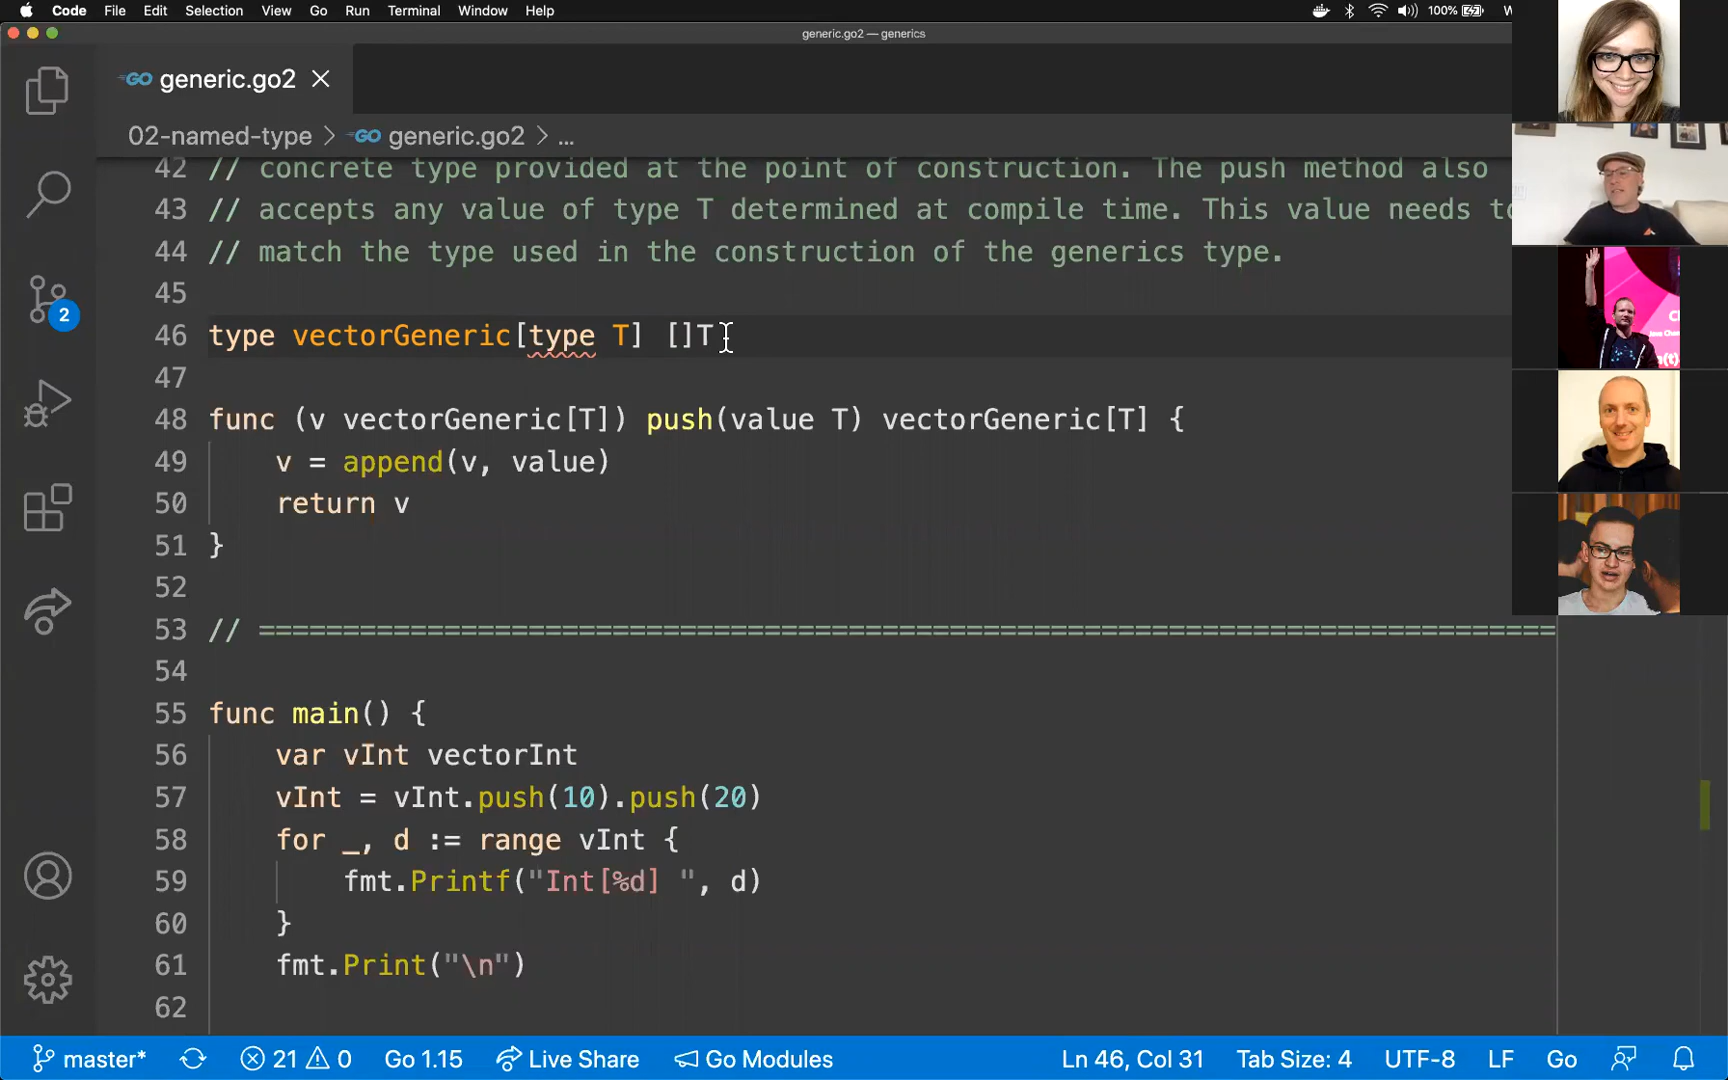 Code File Edit Selection View Go Run Terminal Window Help 100%
generic.go2 — generics
GO generic.go2
02-named-type > GO generic.go2 > ...
42 // concrete type provided at the point of construction. The push method also
43 // accepts any value of type T determined at compile time. This value needs to
44 // match the type used in the construction of the generics type.
45
46 type vectorGeneric[type T] []T
47
48 func (v vectorGeneric[T]) push(value T) vectorGeneric[T] {
49 v = append(v, value)
50 return v
51 }
52
53 // ==============================================================================
54
55 func main() {
56 var vInt vectorInt
57 vInt = vInt.push(10).push(20)
58 for _, d := range vInt {
59 fmt.Printf("Int[%d] ", d)
60 }
61 fmt.Print("\n")
62
2
master* 21 0 Go 1.15 Live Share Go Modules Ln 46, Col 31 Tab Size: 4 UTF-8 LF Go